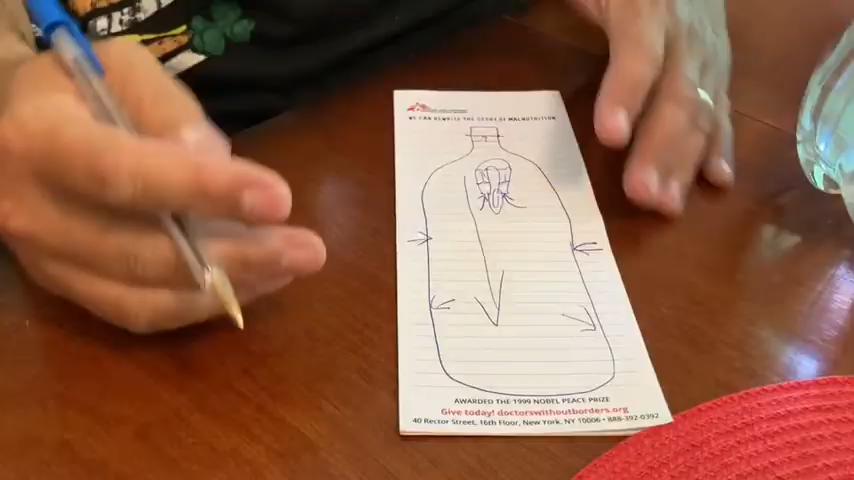 WE CAN REWRITE THE STORY OF MALNUTRITION
AWARDED THE 1999 NOBEL PEACE PRIZE
Give today! doctorswithoutborders.org
40 Rector Street, 16th Floor, New York, NY 10006 • 888-392-0392